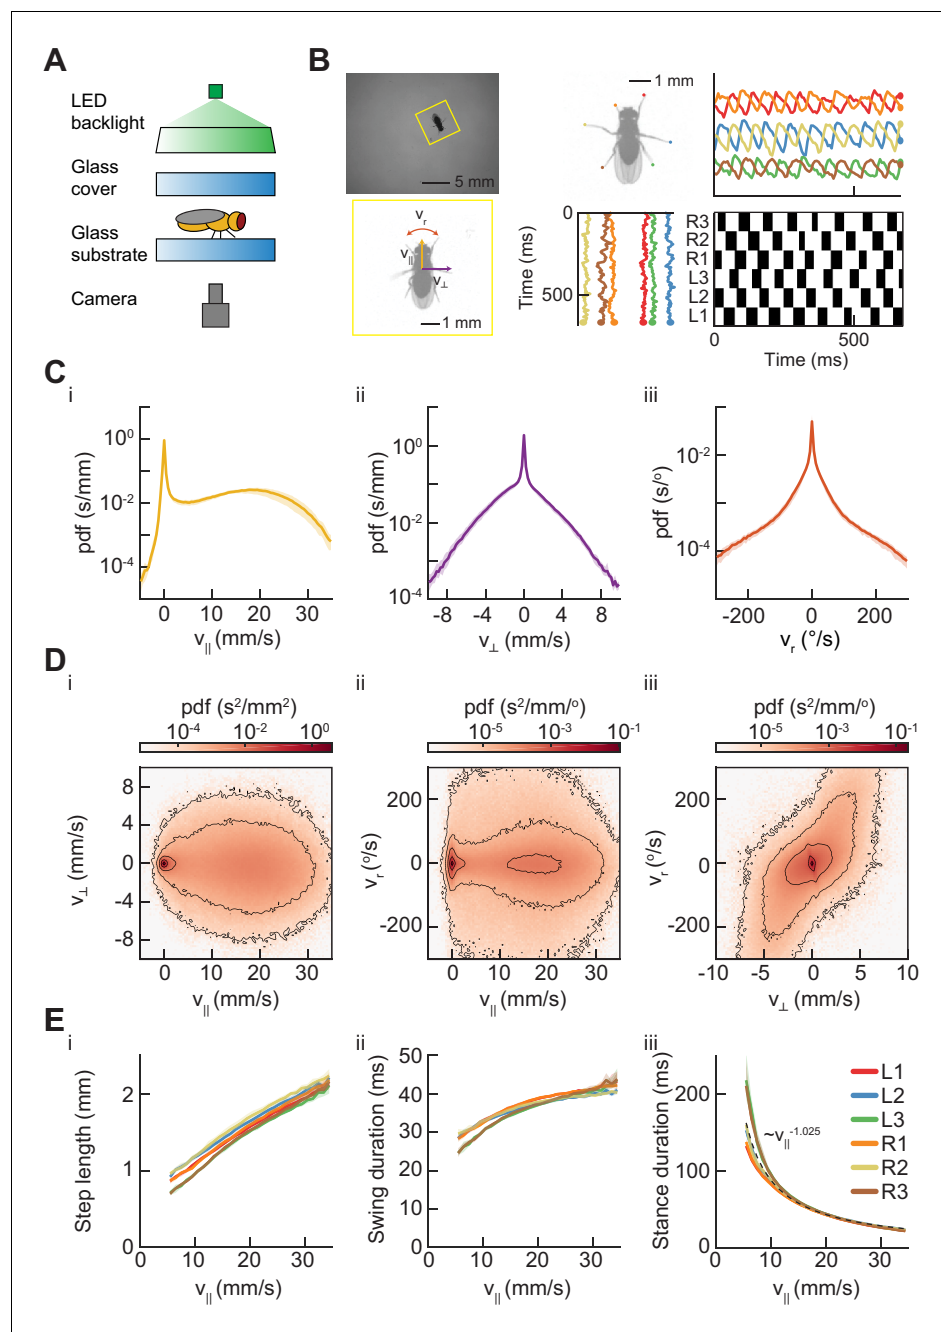 A
LED
backlight
Glass
cover
Glass
substrate
Camera
B
5 mm
v_r
v_||
v_⊥
1 mm
1 mm
0
500
Time (ms)
R3
R2
R1
L3
L2
L1
0
500
Time (ms)
C
i
10^0
10^-2
10^-4
pdf (s/mm)
0 10 20 30
v_|| (mm/s)
ii
10^0
10^-2
10^-4
pdf (s/mm)
-8 -4 0 4 8
v_⊥ (mm/s)
iii
10^-2
10^-4
pdf (s/°)
-200 0 200
v_r (°/s)
D
i
pdf (s²/mm²)
10^-4 10^-2 10^0
8
4
0
-4
-8
v_⊥ (mm/s)
0 10 20 30
v_|| (mm/s)
ii
pdf (s²/mm/°)
10^-5 10^-3 10^-1
200
0
-200
v_r (°/s)
0 10 20 30
v_|| (mm/s)
iii
pdf (s²/mm/°)
10^-5 10^-3 10^-1
200
0
-200
v_r (°/s)
-10 -5 0 5 10
v_⊥ (mm/s)
E
i
2
1
0
Step length (mm)
0 10 20 30
v_|| (mm/s)
ii
50
40
30
20
10
0
Swing duration (ms)
0 10 20 30
v_|| (mm/s)
iii
200
100
0
Stance duration (ms)
~v_||^-1.025
L1
L2
L3
R1
R2
R3
0 10 20 30
v_|| (mm/s)